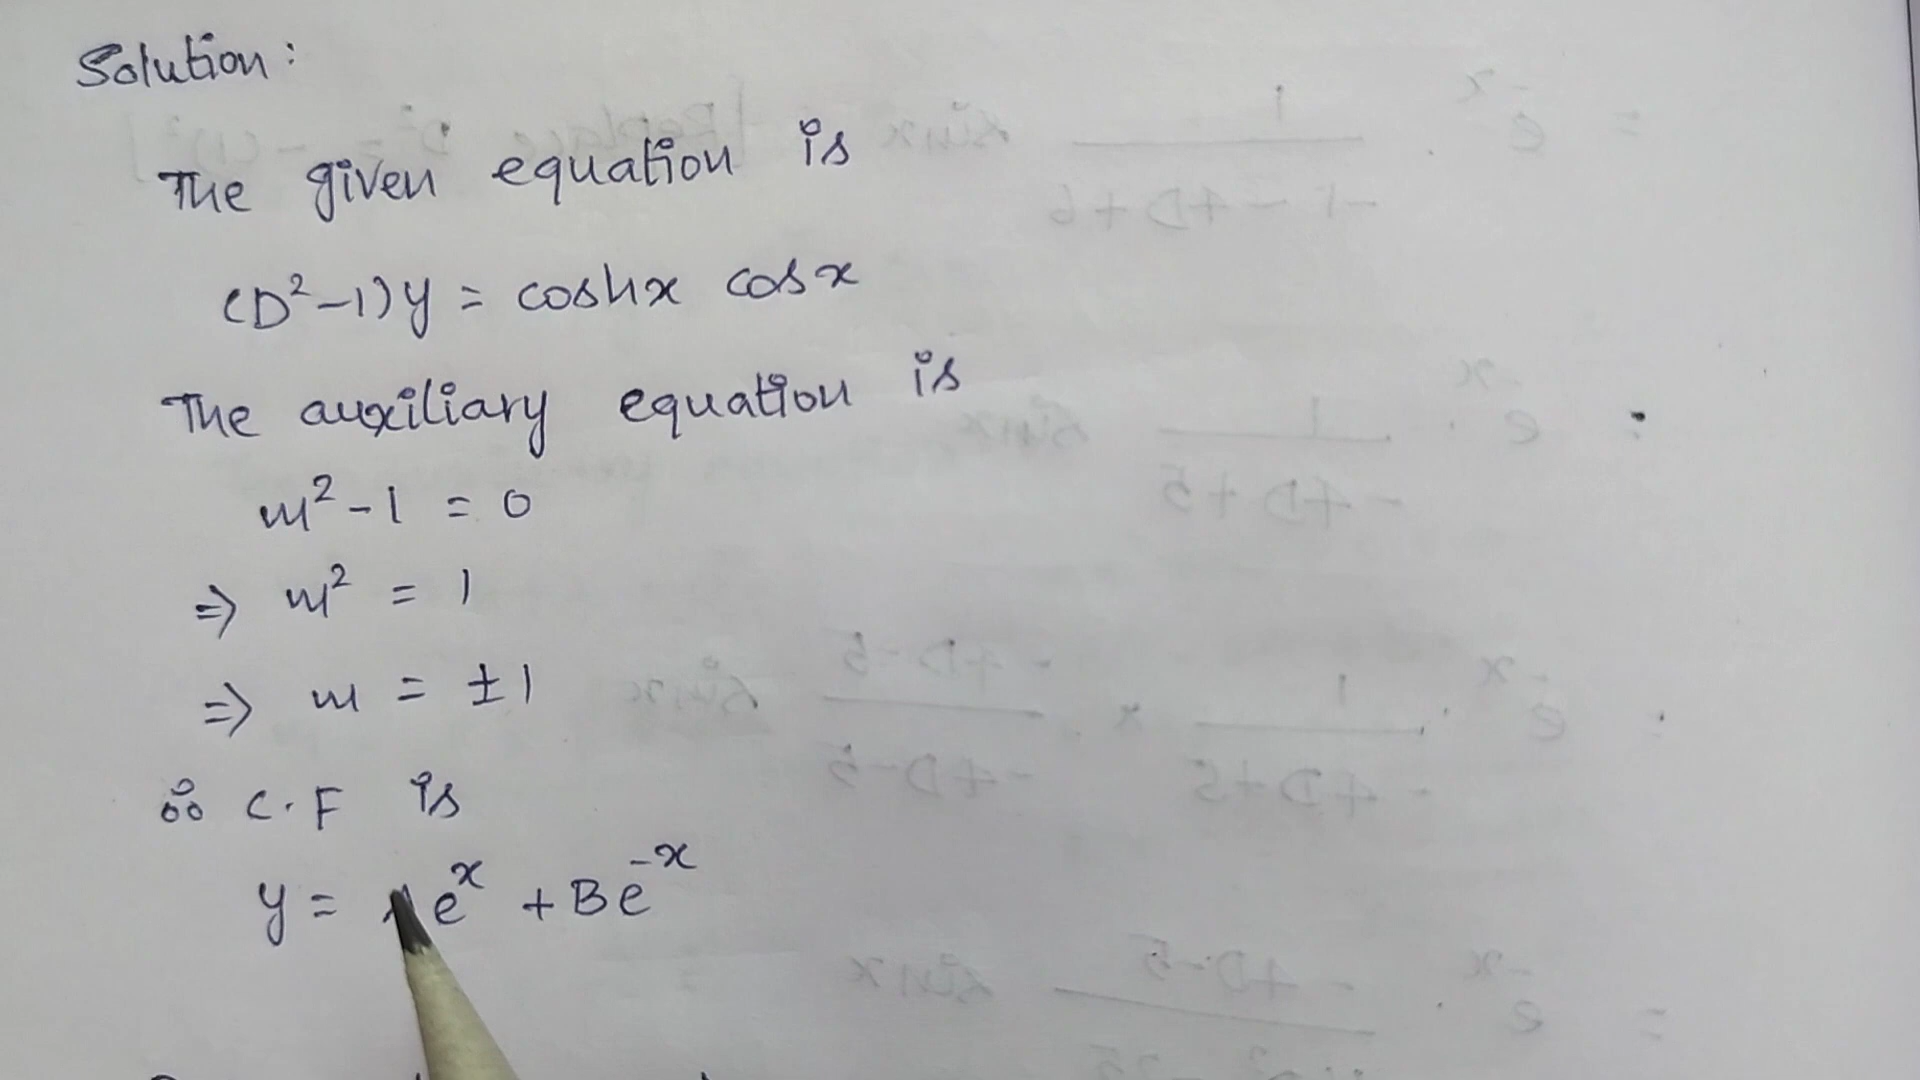 Solution:
The given equation is
(D²-1)y = coshx cosx
The auxiliary equation is
m²-1 = 0
⇒ m² = 1
⇒ m = ±1
∴ C.F is
y = Ae^x + Be^-x